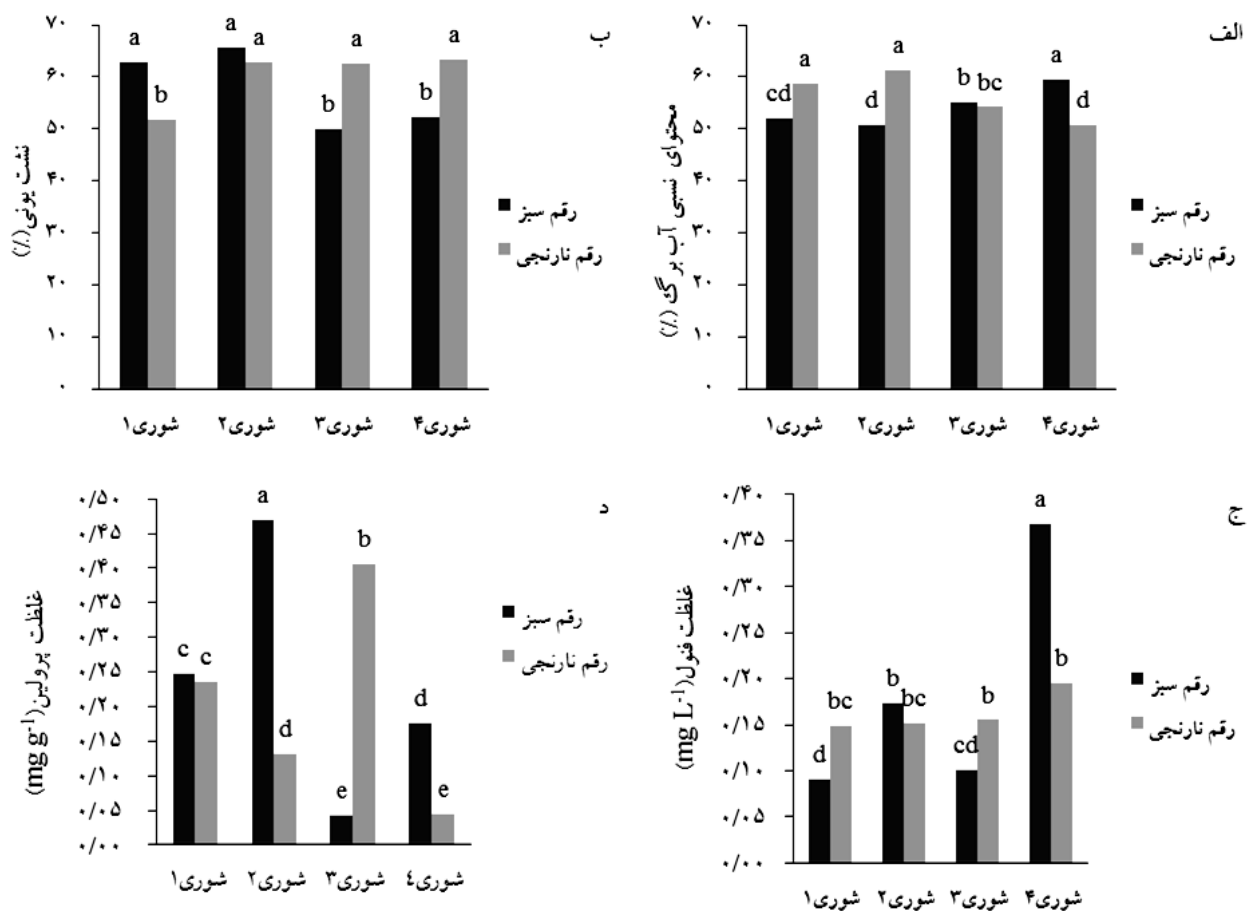 الف
محتوای نسبی آب برگ (٪)
۷۰
۶۰
۵۰
۴۰
۳۰
۲۰
۱۰
۰
cd a d a b bc a d
شوری۱ شوری۲ شوری۳ شوری۴
رقم سبز
رقم نارنجی
ب
نشت یونی(٪)
۷۰
۶۰
۵۰
۴۰
۳۰
۲۰
۱۰
۰
a b a a b a b a
شوری۱ شوری۲ شوری۳ شوری۴
رقم سبز
رقم نارنجی
ج
غلظت فنول(mg L-1)
۰/۴۰
۰/۳۵
۰/۳۰
۰/۲۵
۰/۲۰
۰/۱۵
۰/۱۰
۰/۰۵
۰/۰۰
d bc b bc cd b a b
شوری۱ شوری۲ شوری۳ شوری۴
رقم سبز
رقم نارنجی
د
غلظت پرولین(mg g-1)
۰/۵۰
۰/۴۵
۰/۴۰
۰/۳۵
۰/۳۰
۰/۲۵
۰/۲۰
۰/۱۵
۰/۱۰
۰/۰۵
۰/۰۰
c c a d e b d e
شوری۱ شوری۲ شوری۳ شوری٤
رقم سبز
رقم نارنجی